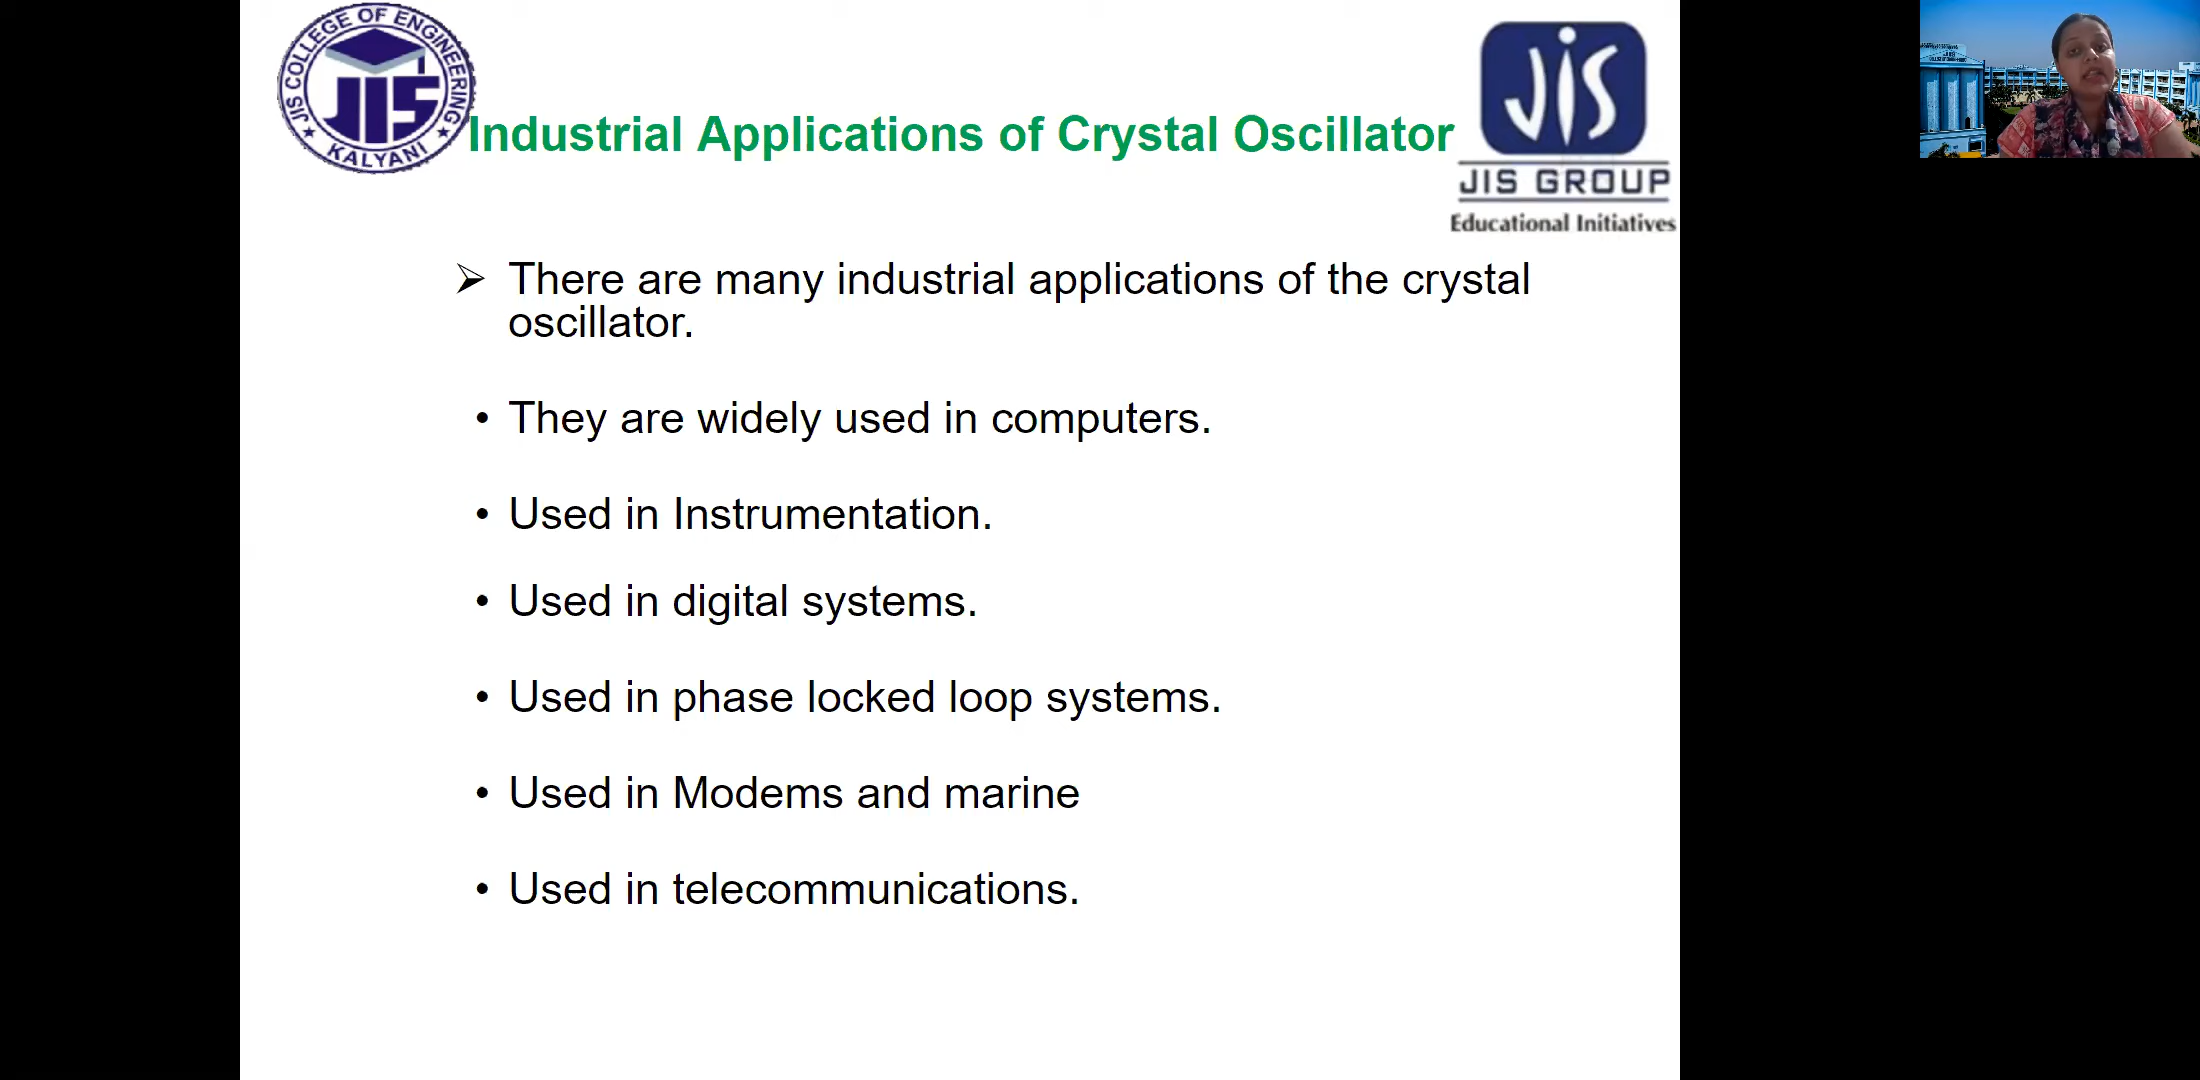 JIS COLLEGE OF ENGINEERING
JIS
KALYANI
Industrial Applications of Crystal Oscillator
JIS
JIS GROUP
Educational Initiatives
➢ There are many industrial applications of the crystal
oscillator.
• They are widely used in computers.
• Used in Instrumentation.
• Used in digital systems.
• Used in phase locked loop systems.
• Used in Modems and marine
• Used in telecommunications.